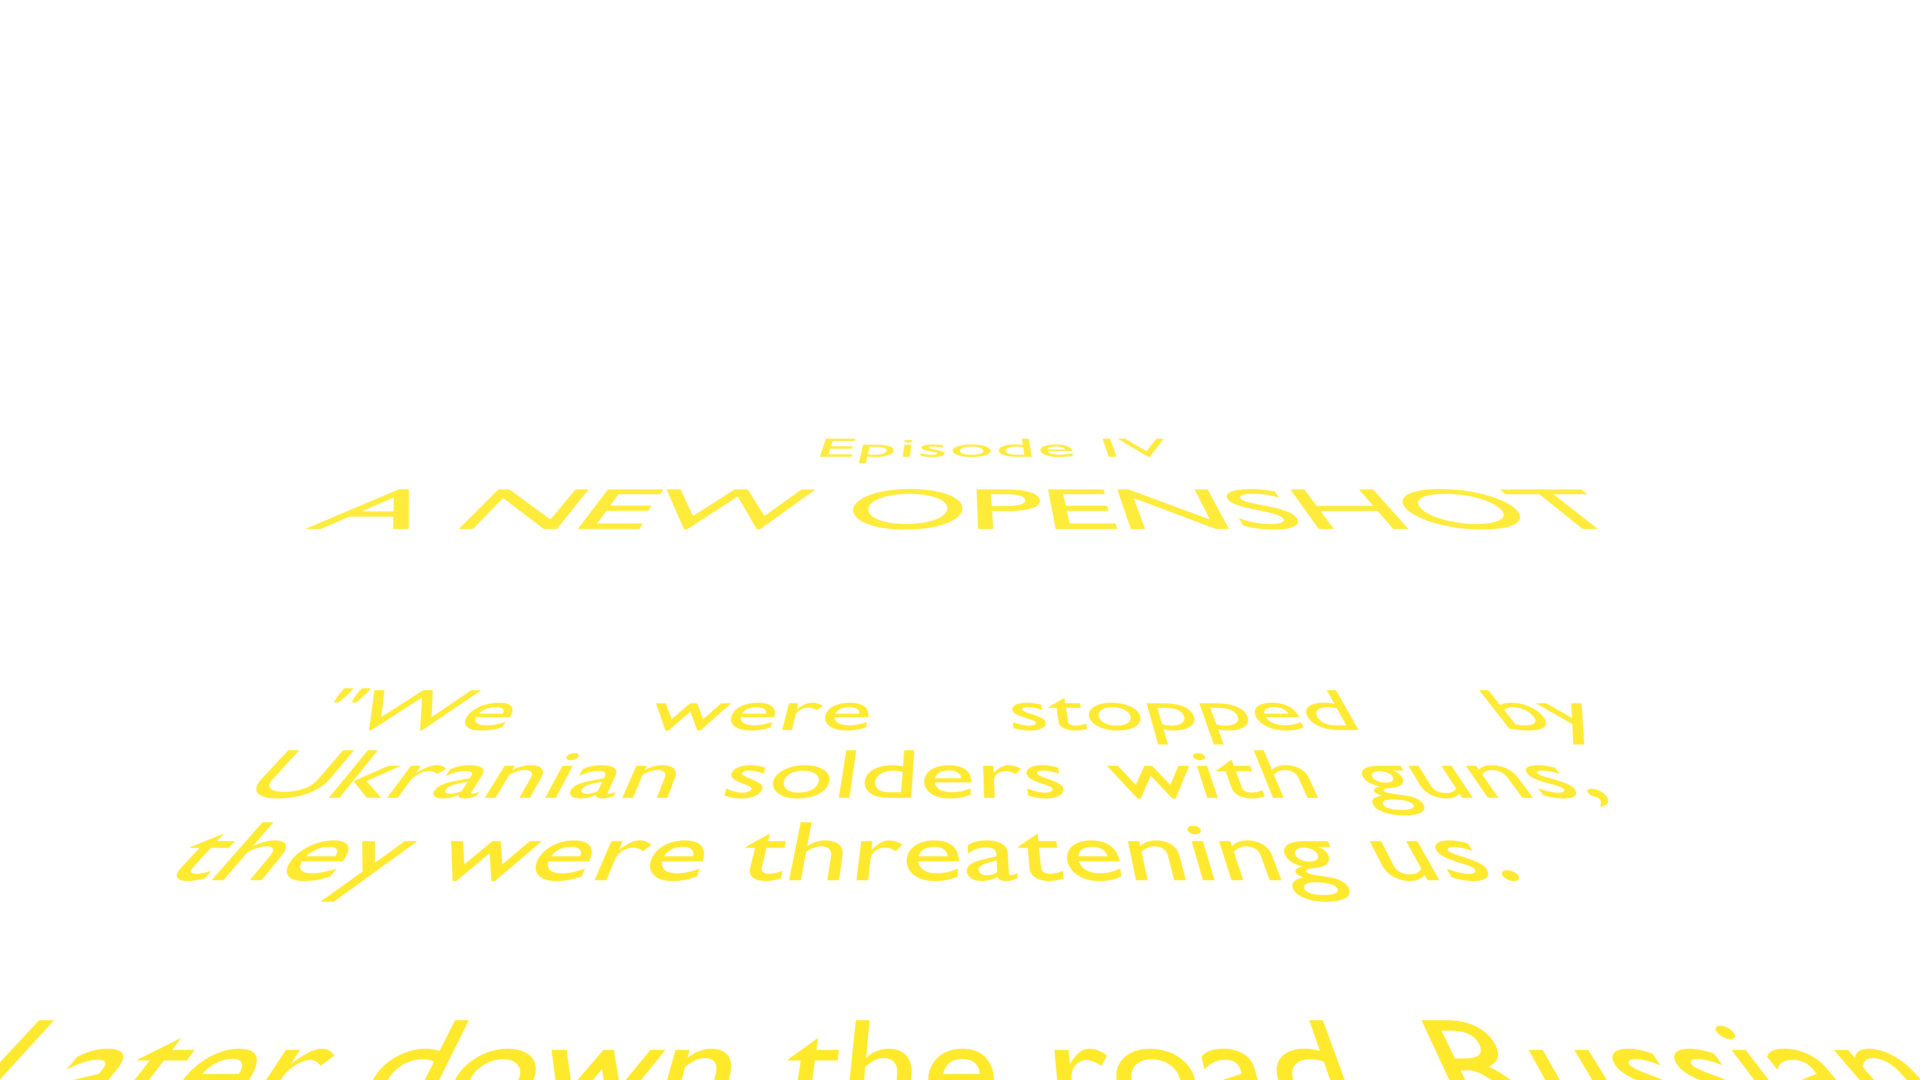 Episode IV
A NEW OPENSHOT
"We were stopped by
Ukranian solders with guns,
they were threatening us.
Later down the road, Russian